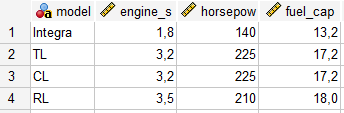 model engine_s horsepow fuel_cap
1 Integra 1,8 140 13,2
2 TL 3,2 225 17,2
3 CL 3,2 225 17,2
4 RL 3,5 210 18,0